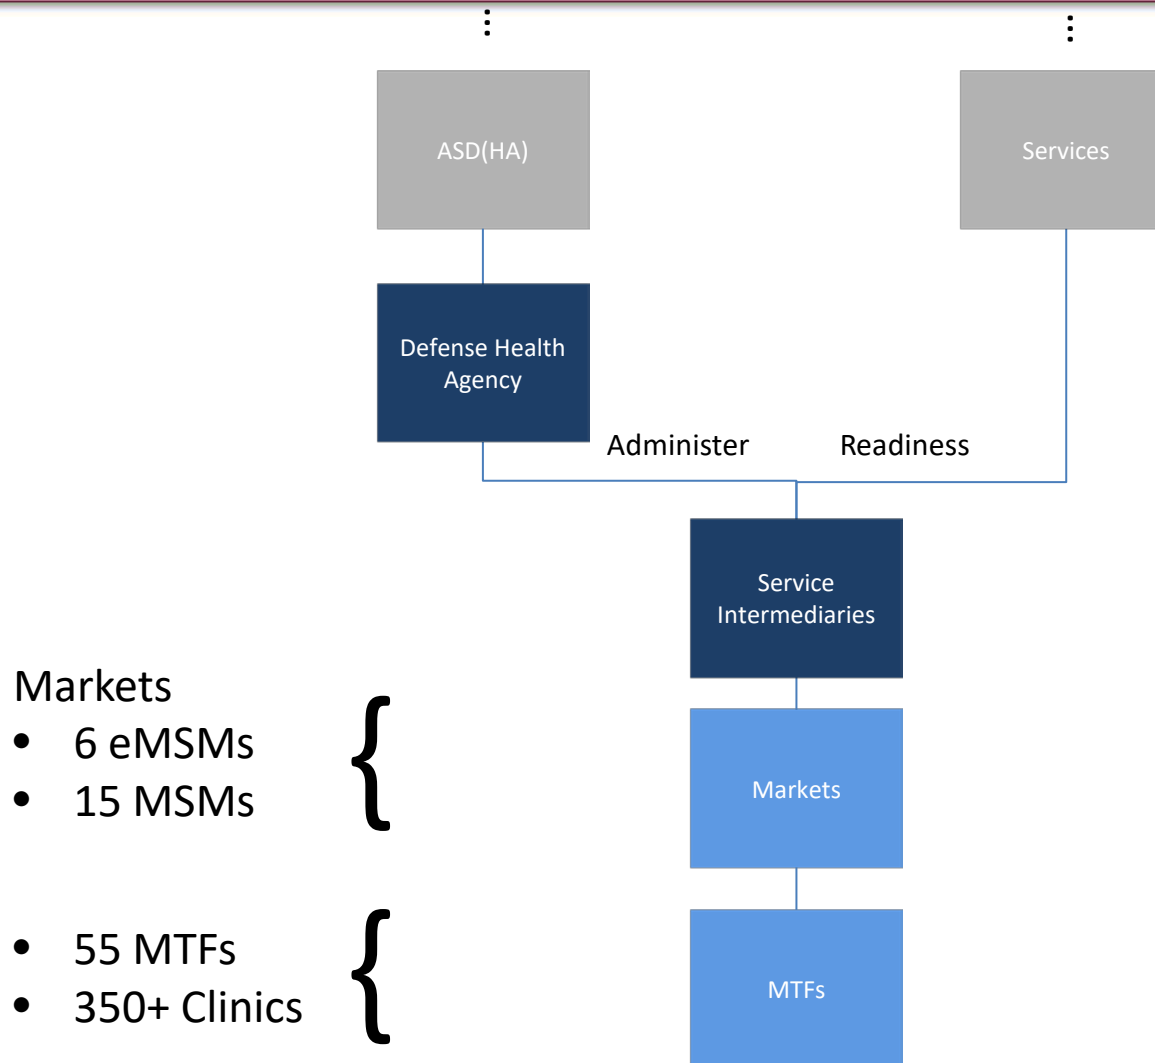 ⋮
⋮
ASD(HA)
Services
Defense Health
Agency
Administer
Readiness
Service
Intermediaries
Markets
• 6 eMSMs
• 15 MSMs
{
Markets
• 55 MTFs
• 350+ Clinics
{
MTFs